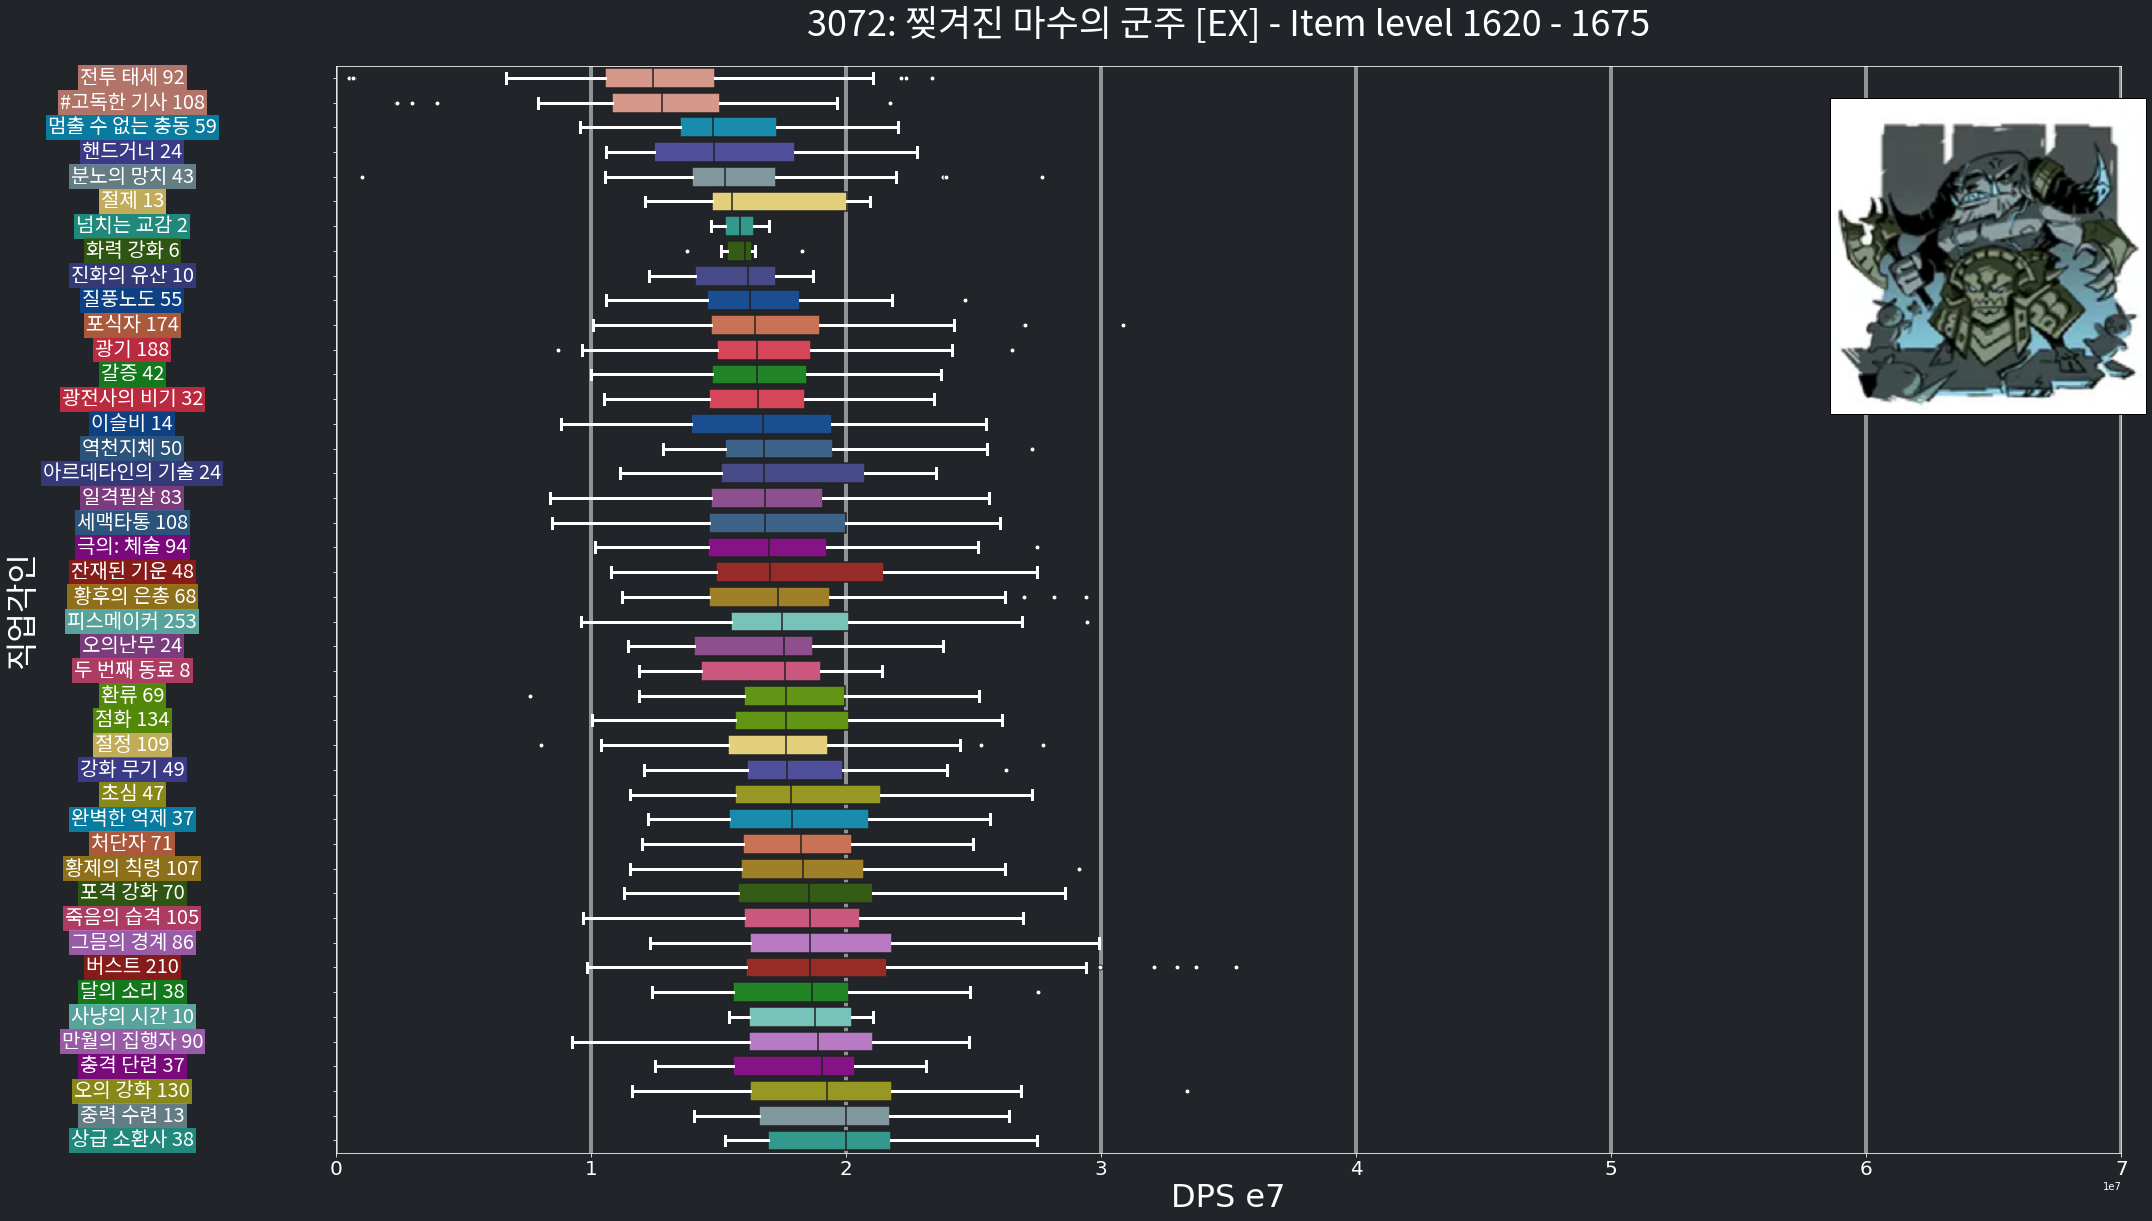 3072: 찢겨진 마수의 군주 [EX] - Item level 1620 - 1675
전투 태세 92
#고독한 기사 108
멈출 수 없는 충동 59
핸드거너 24
분노의 망치 43
절제 13
넘치는 교감 2
화력 강화 6
진화의 유산 10
질풍노도 55
포식자 174
광기 188
갈증 42
광전사의 비기 32
이슬비 14
역천지체 50
아르데타인의 기술 24
일격필살 83
세맥타통 108
극의: 체술 94
잔재된 기운 48
황후의 은총 68
피스메이커 253
오의난무 24
두 번째 동료 8
환류 69
점화 134
절정 109
강화 무기 49
초심 47
완벽한 억제 37
처단자 71
황제의 칙령 107
포격 강화 70
죽음의 습격 105
그믐의 경계 86
버스트 210
달의 소리 38
사냥의 시간 10
만월의 집행자 90
충격 단련 37
오의 강화 130
중력 수련 13
상급 소환사 38
직업각인
0 1 2 3 4 5 6 7
1e7
DPS e7